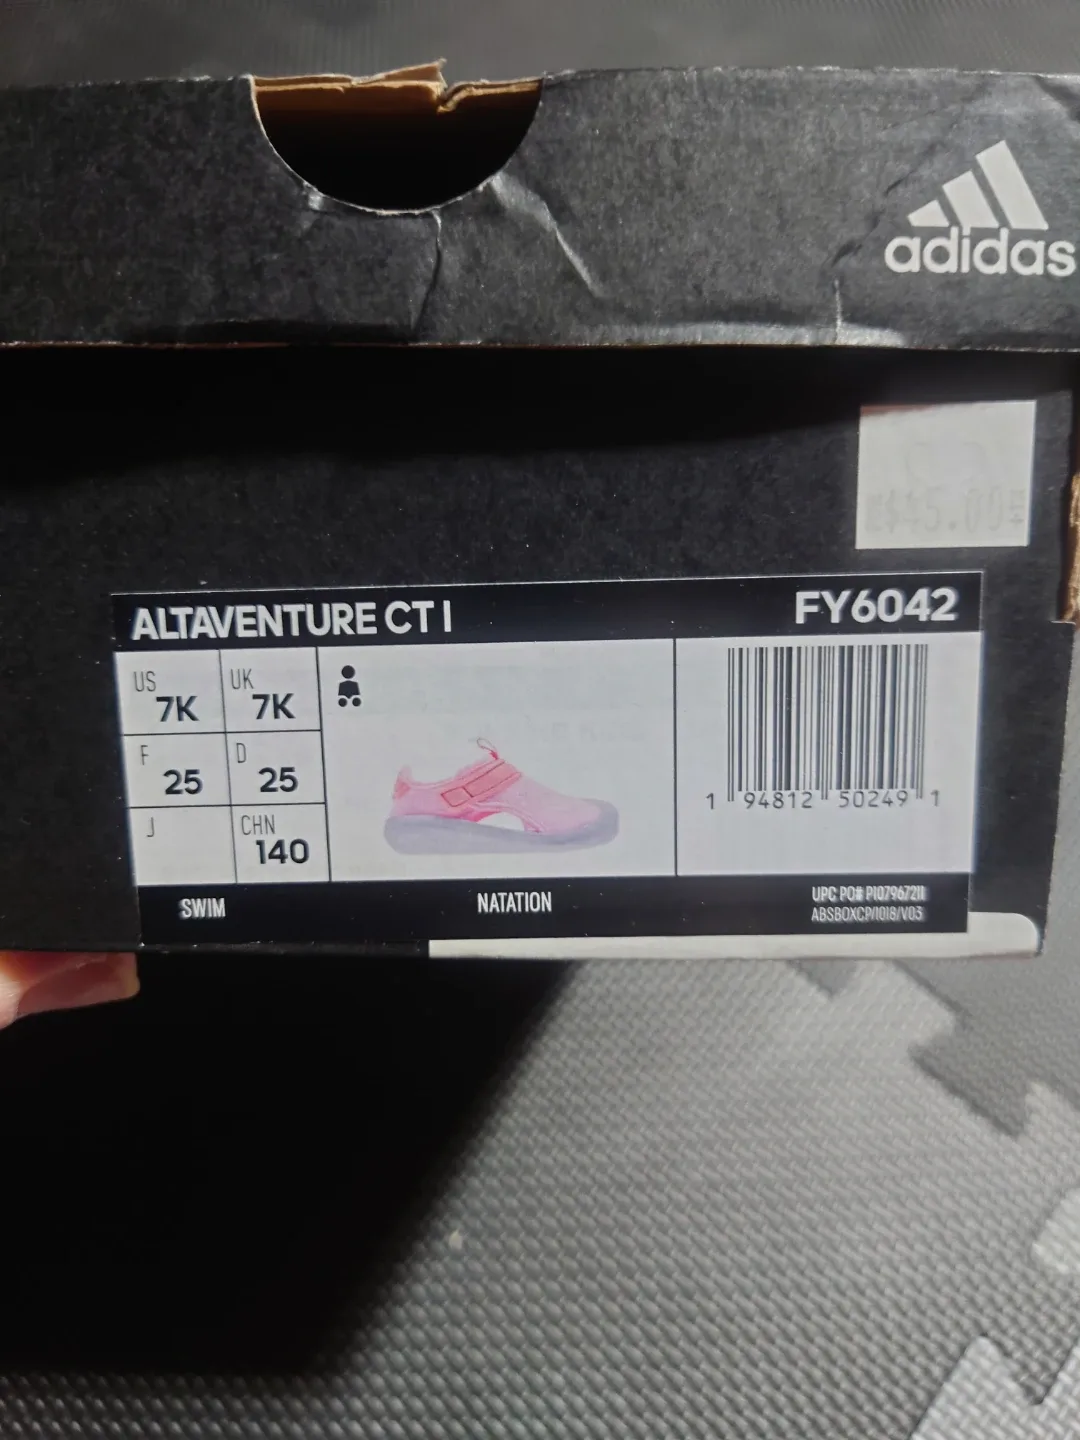 adidas
ALTAVENTURE CT I
FY6042
US 7K
UK 7K
F 25
D 25
J
CHN 140
1 94812 50249 1
SWIM
NATATION
UPC PO# P107967211
ABSBOXCP/1018/V03